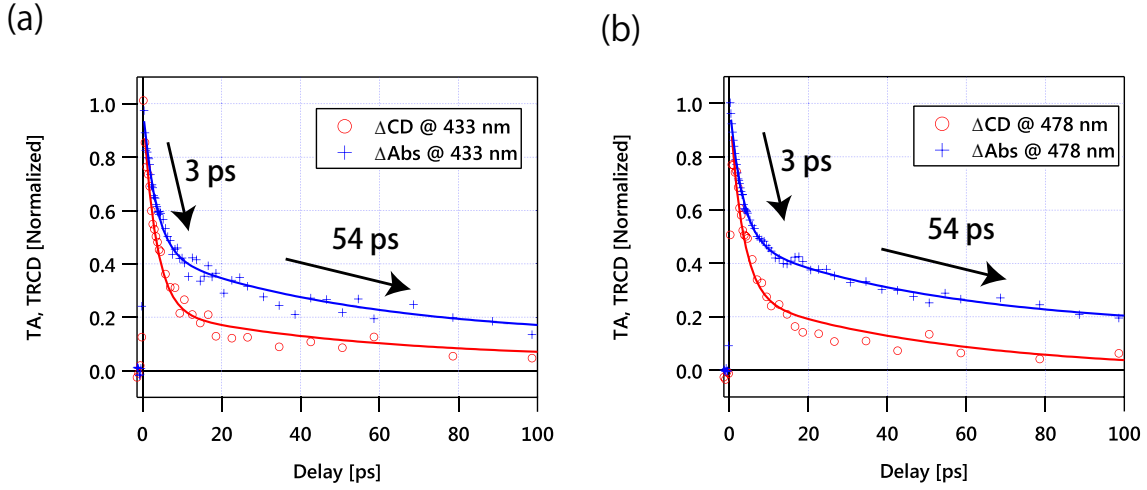 (a)
TA, TRCD [Normalized]
1.0
0.8
0.6
0.4
0.2
0.0
ΔCD @ 433 nm
ΔAbs @ 433 nm
3 ps
54 ps
0
20
40
60
80
100
Delay [ps]
(b)
TA, TRCD [Normalized]
1.0
0.8
0.6
0.4
0.2
0.0
ΔCD @ 478 nm
ΔAbs @ 478 nm
3 ps
54 ps
0
20
40
60
80
100
Delay [ps]